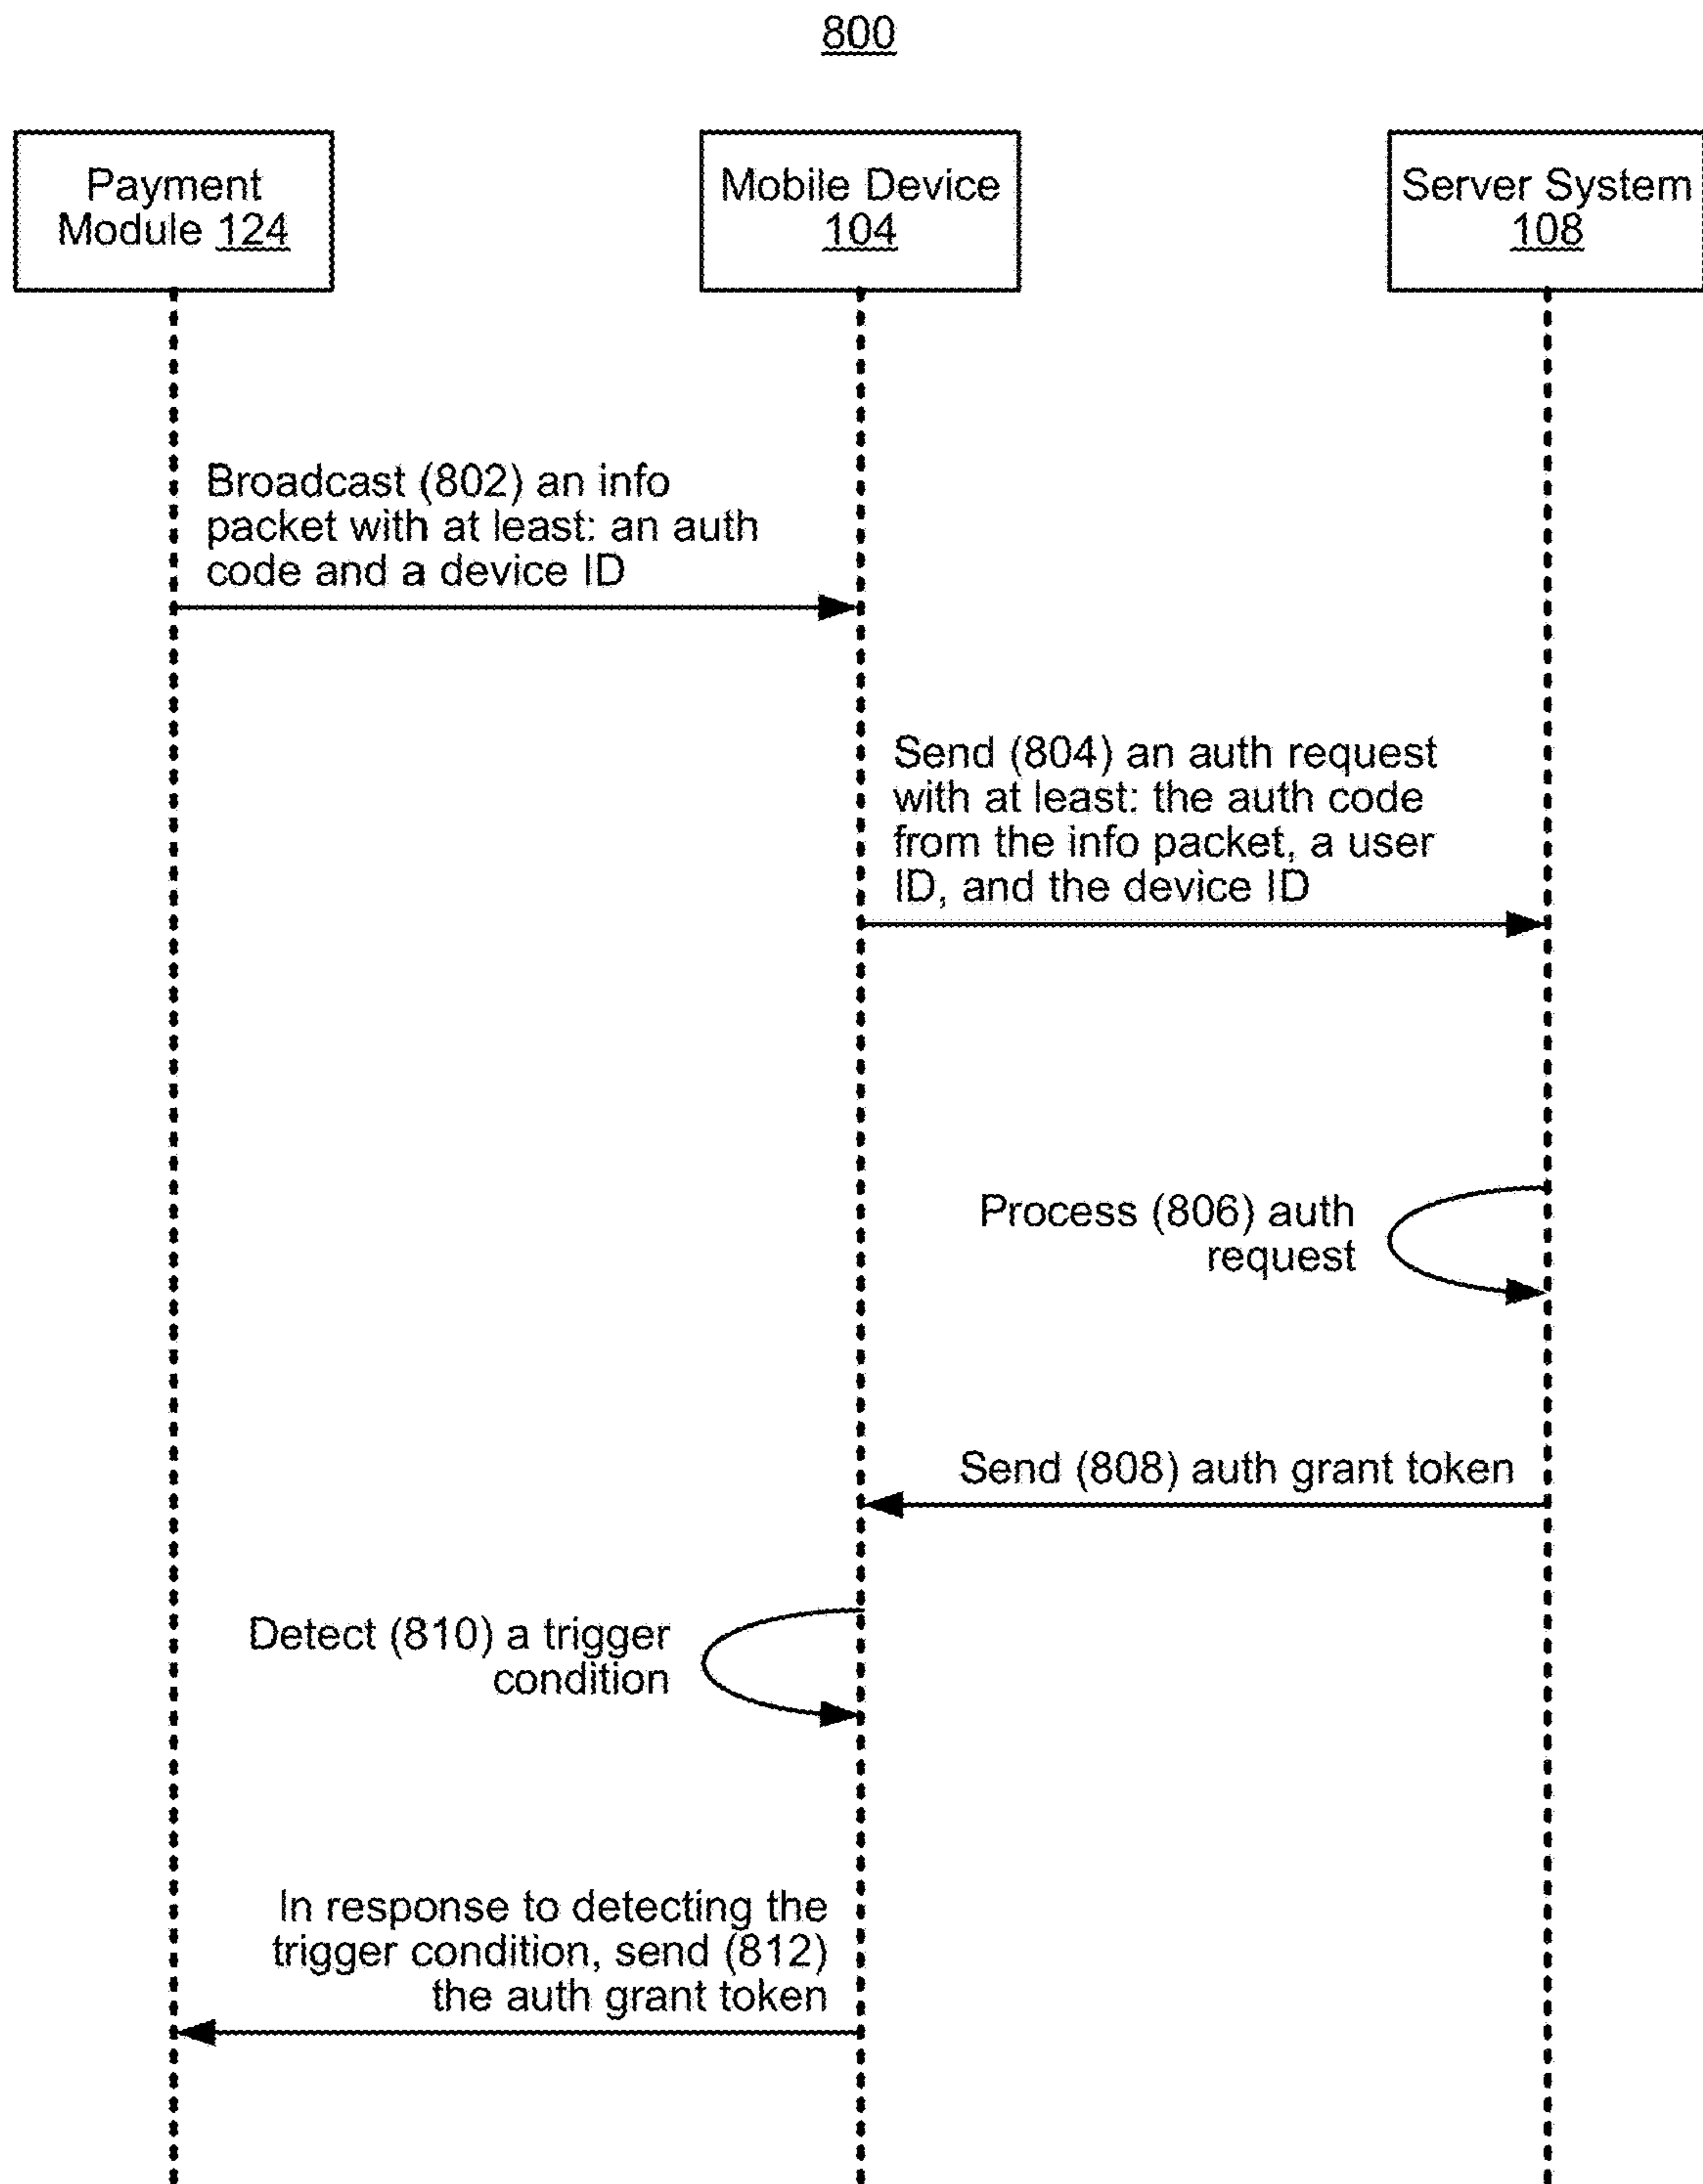 800
Payment
Module 124
Mobile Device
104
Server System
108
Broadcast (802) an info
packet with at least: an auth
code and a device ID
Send (804) an auth request
with at least: the auth code
from the info packet, a user
ID, and the device ID
Process (806) auth
request
Send (808) auth grant token
Detect (810) a trigger
condition
In response to detecting the
trigger condition, send (812)
the auth grant token